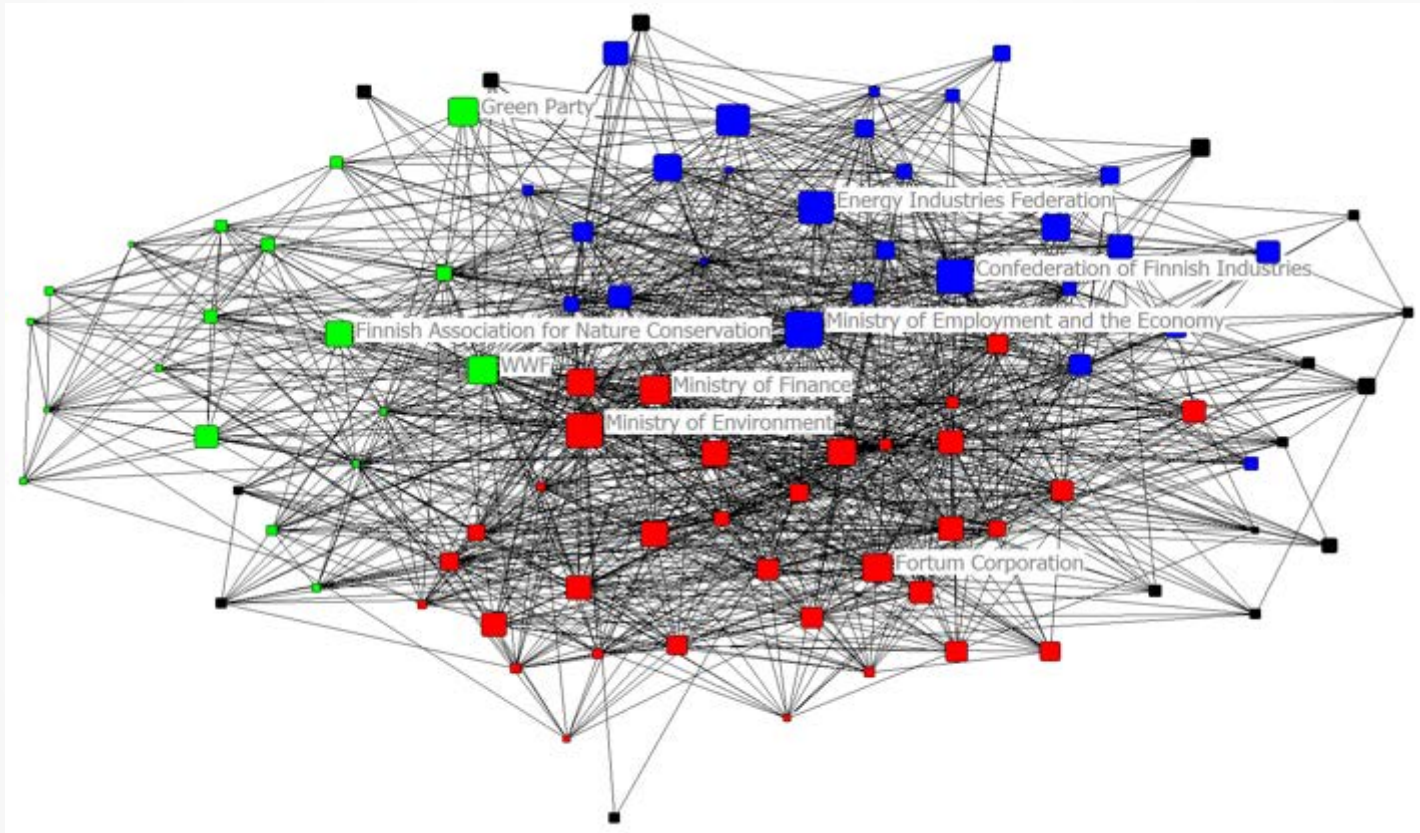 Green Party
Energy Industries Federation
Confederation of Finnish Industries
Ministry of Employment and the Economy
Finnish Association for Nature Conservation
WWF
Ministry of Finance
Ministry of Environment
Fortum Corporation